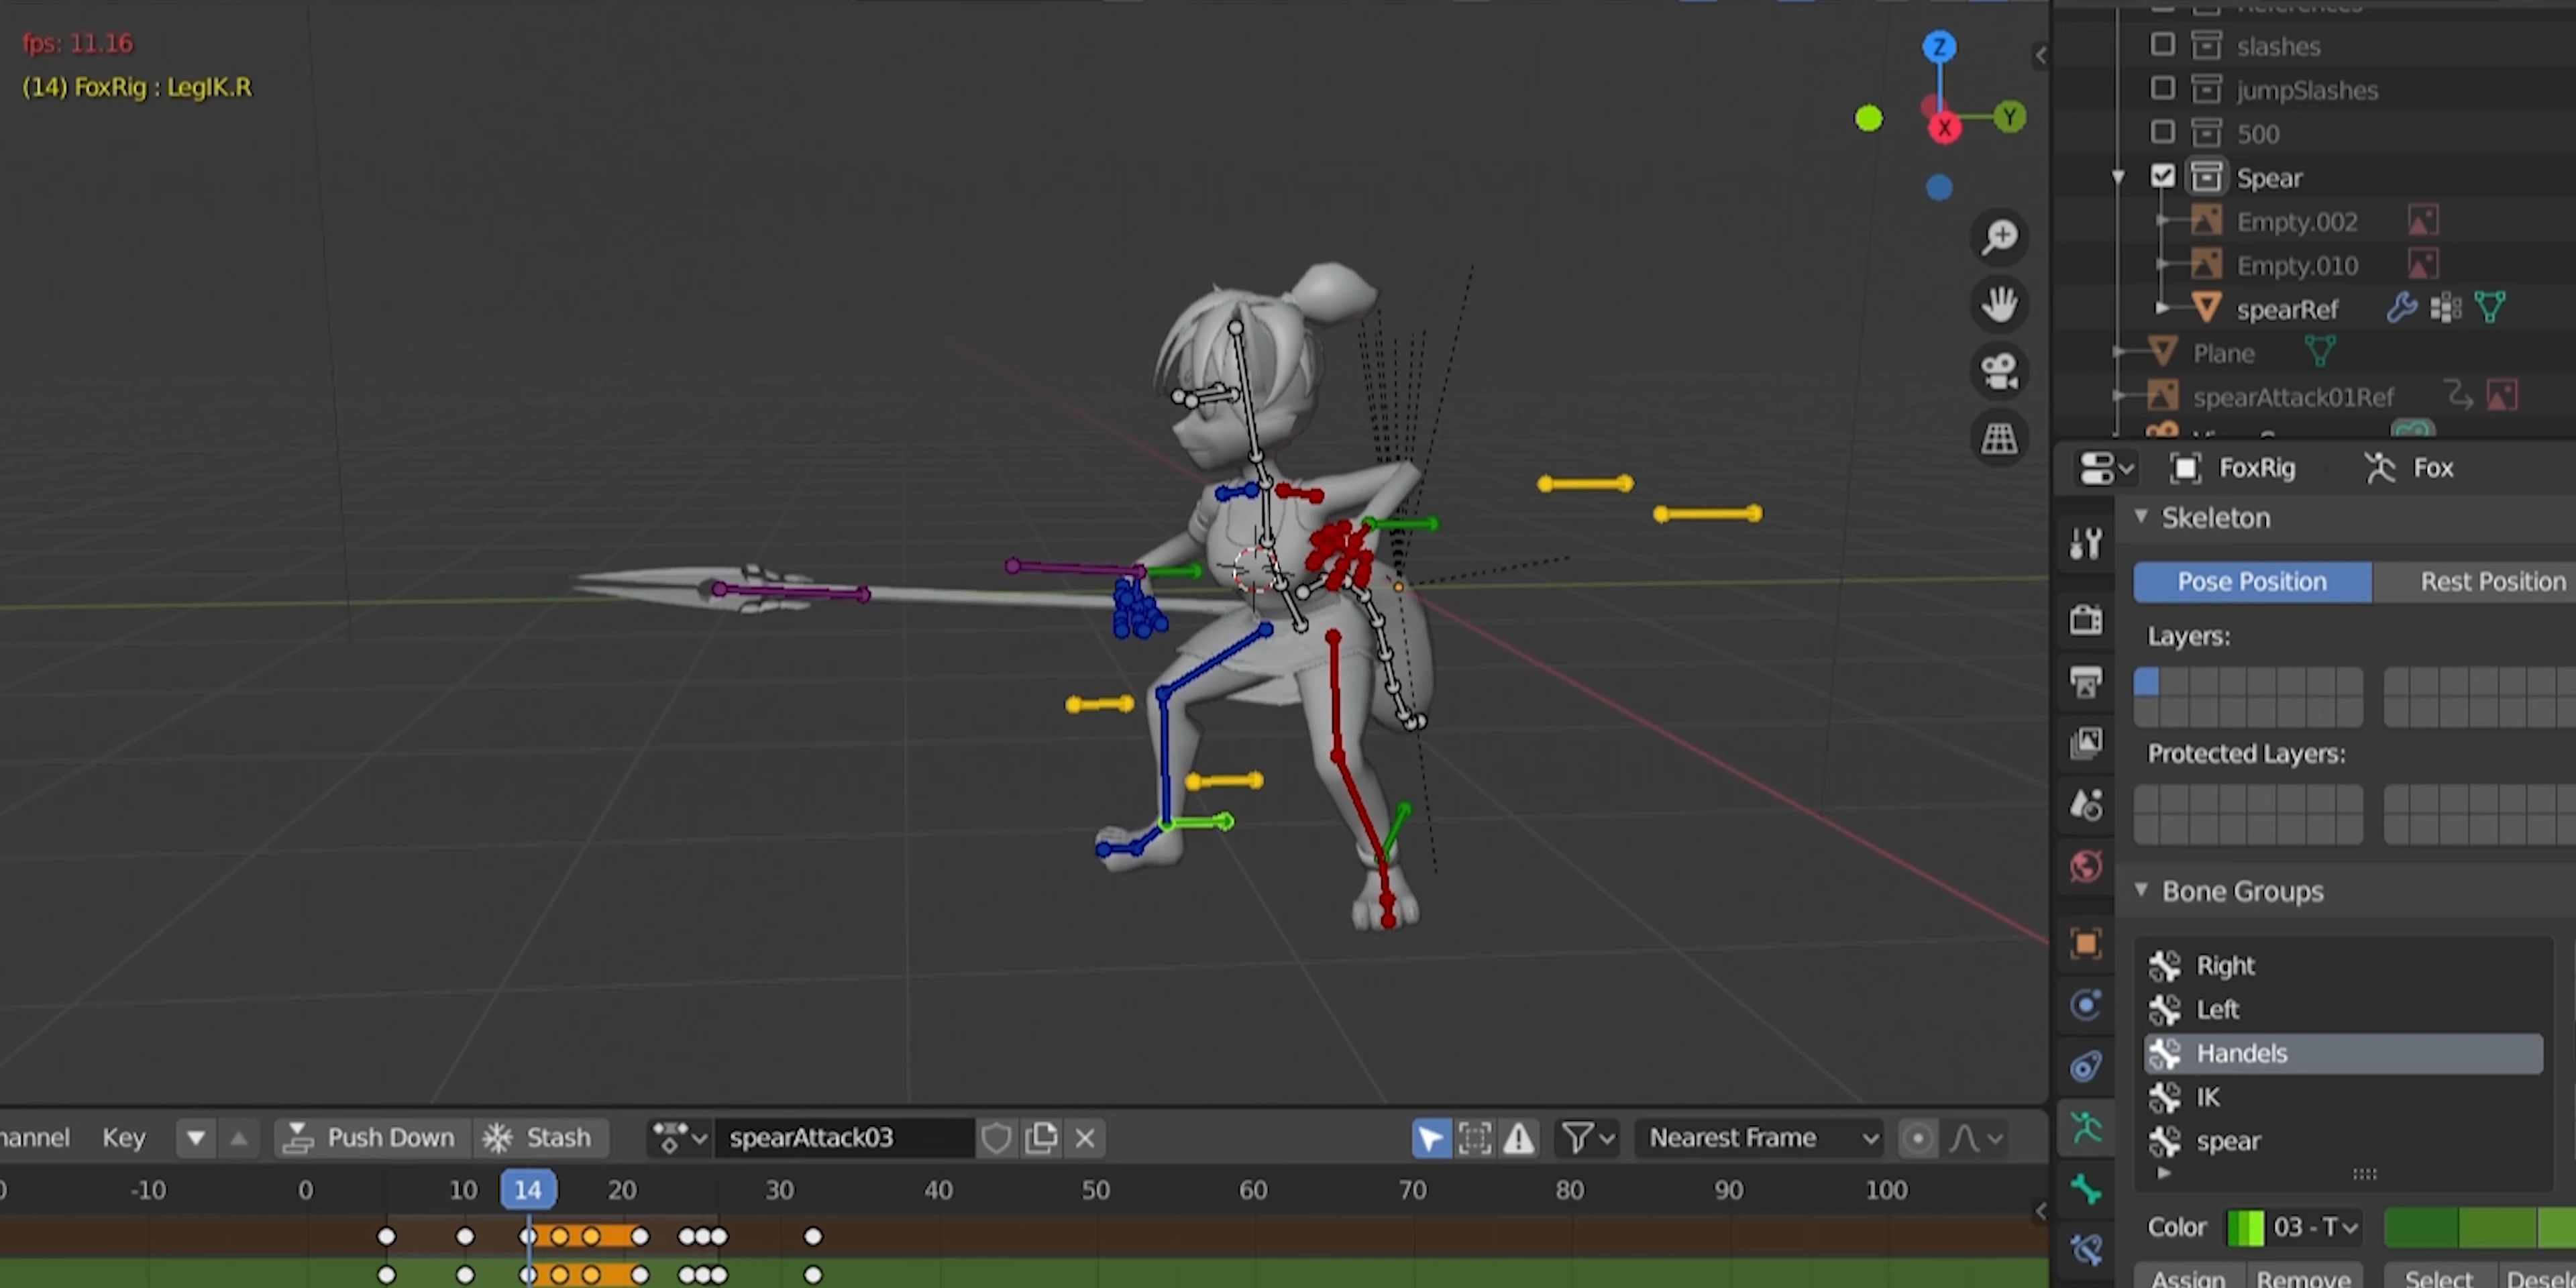 fps: 11.16
(14) FoxRig : LegIK.R
Z
Y
X
References
slashes
jumpSlashes
500
Spear
Empty.002
Empty.010
spearRef
Plane
spearAttack01Ref
FoxRig
Fox
Skeleton
Pose Position
Rest Position
Layers:
Protected Layers:
Bone Groups
Right
Left
Handels
IK
spear
Color
03 - T
Assign
Remove
Select
hannel
Key
Push Down
Stash
spearAttack03
Nearest Frame
0 -10 0 10 14 20 30 40 50 60 70 80 90 100